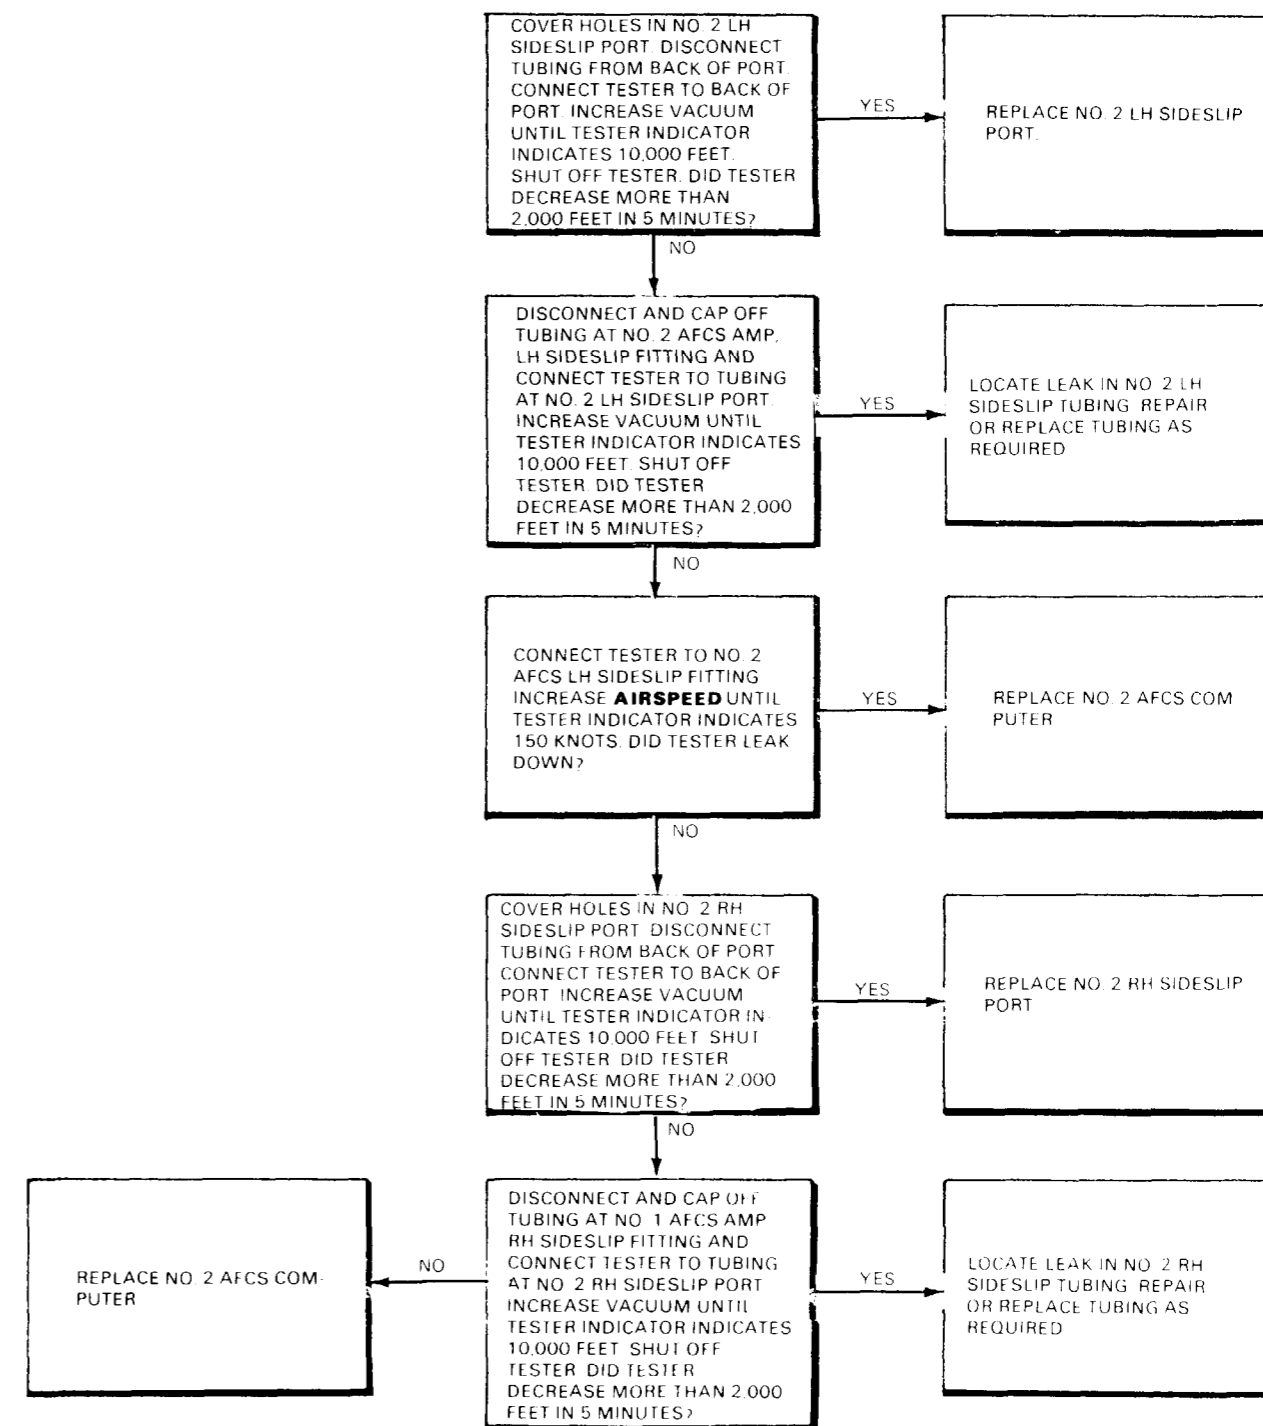 COVER HOLES IN NO. 2 LH
SIDESLIP PORT. DISCONNECT
TUBING FROM BACK OF PORT.
CONNECT TESTER TO BACK OF
PORT. INCREASE VACUUM
UNTIL TESTER INDICATOR
INDICATES 10,000 FEET.
SHUT OFF TESTER. DID TESTER
DECREASE MORE THAN
2,000 FEET IN 5 MINUTES?
YES
REPLACE NO. 2 LH SIDESLIP
PORT.
NO
DISCONNECT AND CAP OFF
TUBING AT NO. 2 AFCS AMP,
LH SIDESLIP FITTING AND
CONNECT TESTER TO TUBING
AT NO. 2 LH SIDESLIP PORT.
INCREASE VACUUM UNTIL
TESTER INDICATOR INDICATES
10,000 FEET. SHUT OFF
TESTER. DID TESTER
DECREASE MORE THAN 2,000
FEET IN 5 MINUTES?
YES
LOCATE LEAK IN NO. 2 LH
SIDESLIP TUBING REPAIR
OR REPLACE TUBING AS
REQUIRED
NO
CONNECT TESTER TO NO. 2
AFCS LH SIDESLIP FITTING
INCREASE AIRSPEED UNTIL
TESTER INDICATOR INDICATES
150 KNOTS. DID TESTER LEAK
DOWN?
YES
REPLACE NO. 2 AFCS COM
PUTER
NO
COVER HOLES IN NO 2 RH
SIDESLIP PORT DISCONNECT
TUBING FROM BACK OF PORT
CONNECT TESTER TO BACK OF
PORT INCREASE VACUUM
UNTIL TESTER INDICATOR IN-
DICATES 10,000 FEET SHUT
OFF TESTER DID TESTER
DECREASE MORE THAN 2,000
FEET IN 5 MINUTES?
YES
REPLACE NO. 2 RH SIDESLIP
PORT
NO
DISCONNECT AND CAP OFF
TUBING AT NO. 1 AFCS AMP
RH SIDESLIP FITTING AND
CONNECT TESTER TO TUBING
AT NO. 2 RH SIDESLIP PORT
INCREASE VACUUM UNTIL
TESTER INDICATOR INDICATES
10,000 FEET SHUT OFF
TESTER DID TESTER
DECREASE MORE THAN 2,000
FEET IN 5 MINUTES?
NO
REPLACE NO. 2 AFCS COM-
PUTER
YES
LOCATE LEAK IN NO. 2 RH
SIDESLIP TUBING REPAIR
OR REPLACE TUBING AS
REQUIRED